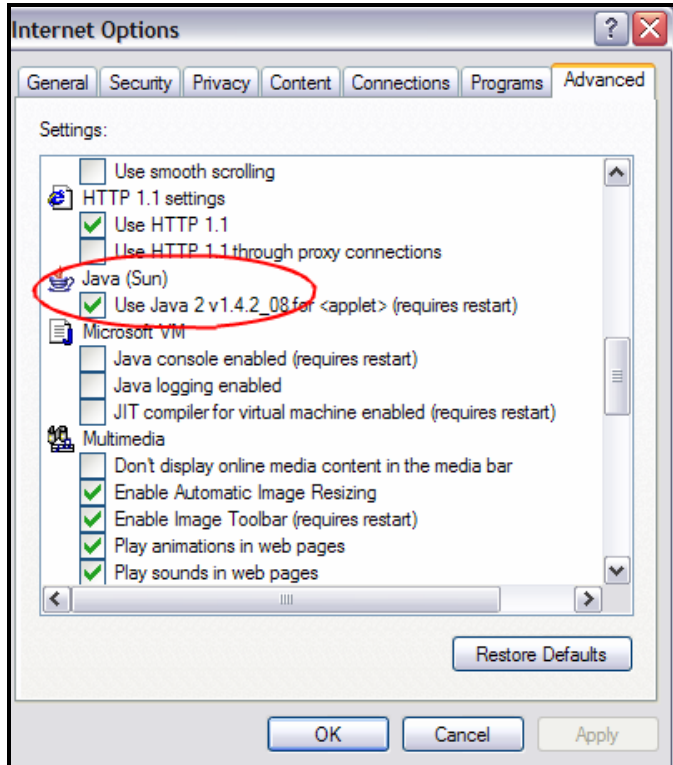 Internet Options
?
General Security Privacy Content Connections Programs Advanced
Settings:
Use smooth scrolling
HTTP 1.1 settings
Use HTTP 1.1
Use HTTP 1.1 through proxy connections
Java (Sun)
Use Java 2 v1.4.2_08 for <applet> (requires restart)
Microsoft VM
Java console enabled (requires restart)
Java logging enabled
JIT compiler for virtual machine enabled (requires restart)
Multimedia
Don't display online media content in the media bar
Enable Automatic Image Resizing
Enable Image Toolbar (requires restart)
Play animations in web pages
Play sounds in web pages
Restore Defaults
OK Cancel Apply